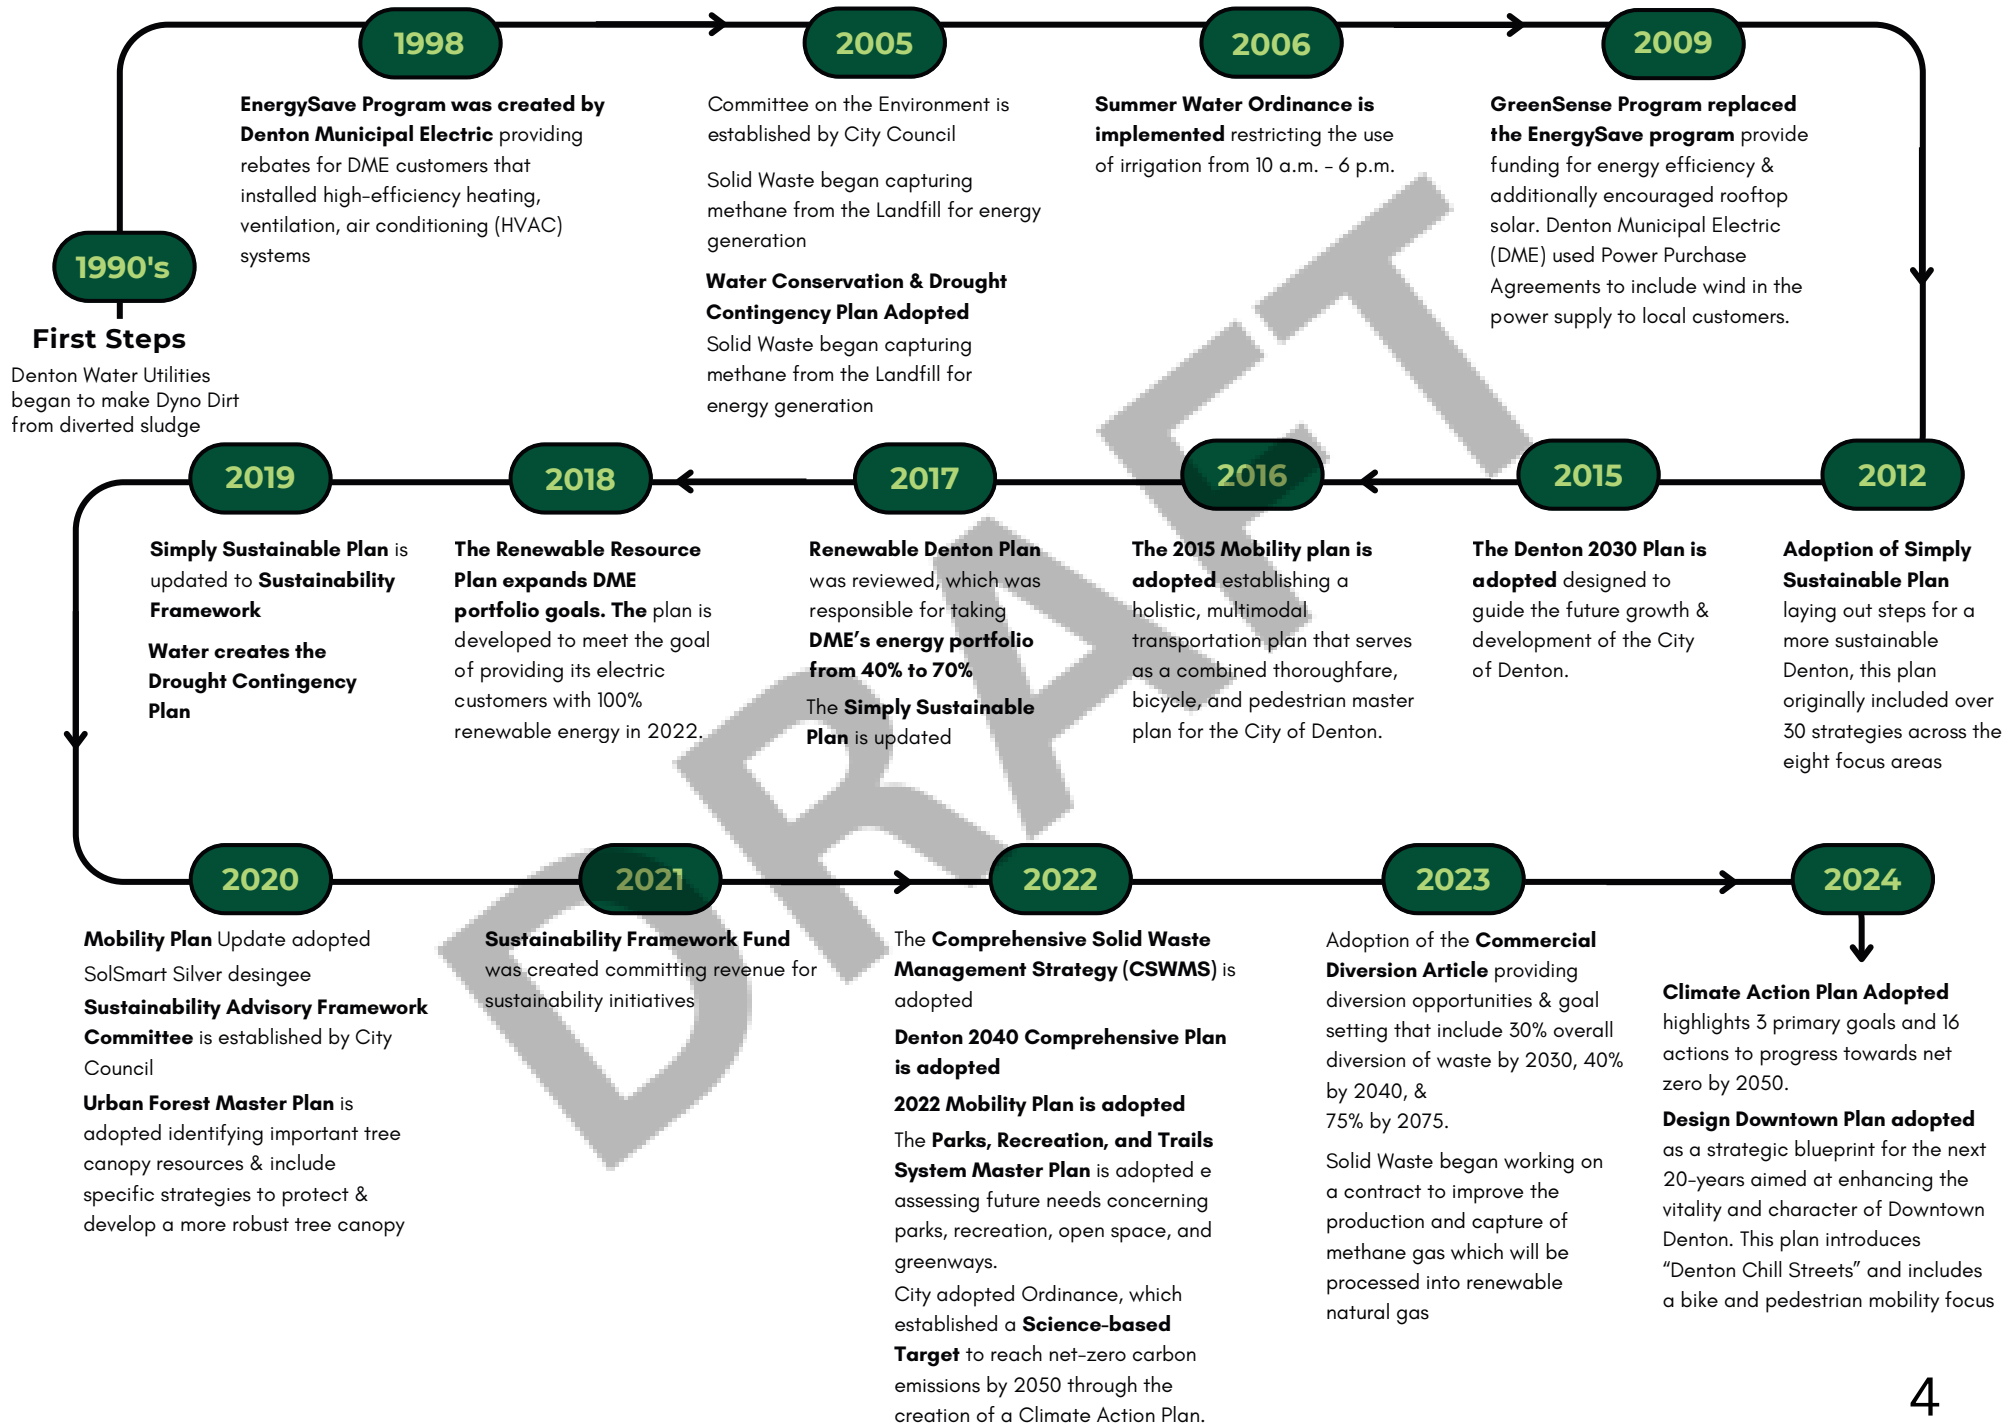 1998
EnergySave Program was created by
Denton Municipal Electric providing
rebates for DME customers that
installed high-efficiency heating,
ventilation, air conditioning (HVAC)
systems
2005
Committee on the Environment is
established by City Council
Solid Waste began capturing
methane from the Landfill for energy
generation
Water Conservation & Drought
Contingency Plan Adopted
Solid Waste began capturing
methane from the Landfill for
energy generation
2006
Summer Water Ordinance is
implemented restricting the use
of irrigation from 10 a.m. - 6 p.m.
2009
GreenSense Program replaced
the EnergySave program provide
funding for energy efficiency &
additionally encouraged rooftop
solar. Denton Municipal Electric
(DME) used Power Purchase
Agreements to include wind in the
power supply to local customers.
1990's
First Steps
Denton Water Utilities
began to make Dyno Dirt
from diverted sludge
2019
Simply Sustainable Plan is
updated to Sustainability
Framework
Water creates the
Drought Contingency
Plan
2018
The Renewable Resource
Plan expands DME
portfolio goals. The plan is
developed to meet the goal
of providing its electric
customers with 100%
renewable energy in 2022.
2017
Renewable Denton Plan
was reviewed, which was
responsible for taking
DME's energy portfolio
from 40% to 70%
The Simply Sustainable
Plan is updated
2016
The 2015 Mobility plan is
adopted establishing a
holistic, multimodal
transportation plan that serves
as a combined thoroughfare,
bicycle, and pedestrian master
plan for the City of Denton.
2015
The Denton 2030 Plan is
adopted designed to
guide the future growth &
development of the City
of Denton.
2012
Adoption of Simply
Sustainable Plan
laying out steps for a
more sustainable
Denton, this plan
originally included over
30 strategies across the
eight focus areas
2020
Mobility Plan Update adopted
SolSmart Silver desingee
Sustainability Advisory Framework
Committee is established by City
Council
Urban Forest Master Plan is
adopted identifying important tree
canopy resources & include
specific strategies to protect &
develop a more robust tree canopy
2021
Sustainability Framework Fund
was created committing revenue for
sustainability initiatives
2022
The Comprehensive Solid Waste
Management Strategy (CSWMS) is
adopted
Denton 2040 Comprehensive Plan
is adopted
2022 Mobility Plan is adopted
The Parks, Recreation, and Trails
System Master Plan is adopted e
assessing future needs concerning
parks, recreation, open space, and
greenways.
City adopted Ordinance, which
established a Science-based
Target to reach net-zero carbon
emissions by 2050 through the
creation of a Climate Action Plan.
2023
Adoption of the Commercial
Diversion Article providing
diversion opportunities & goal
setting that include 30% overall
diversion of waste by 2030, 40%
by 2040, &
75% by 2075.
Solid Waste began working on
a contract to improve the
production and capture of
methane gas which will be
processed into renewable
natural gas
2024
Climate Action Plan Adopted
highlights 3 primary goals and 16
actions to progress towards net
zero by 2050.
Design Downtown Plan adopted
as a strategic blueprint for the next
20-years aimed at enhancing the
vitality and character of Downtown
Denton. This plan introduces
"Denton Chill Streets" and includes
a bike and pedestrian mobility focus
DRAFT
4